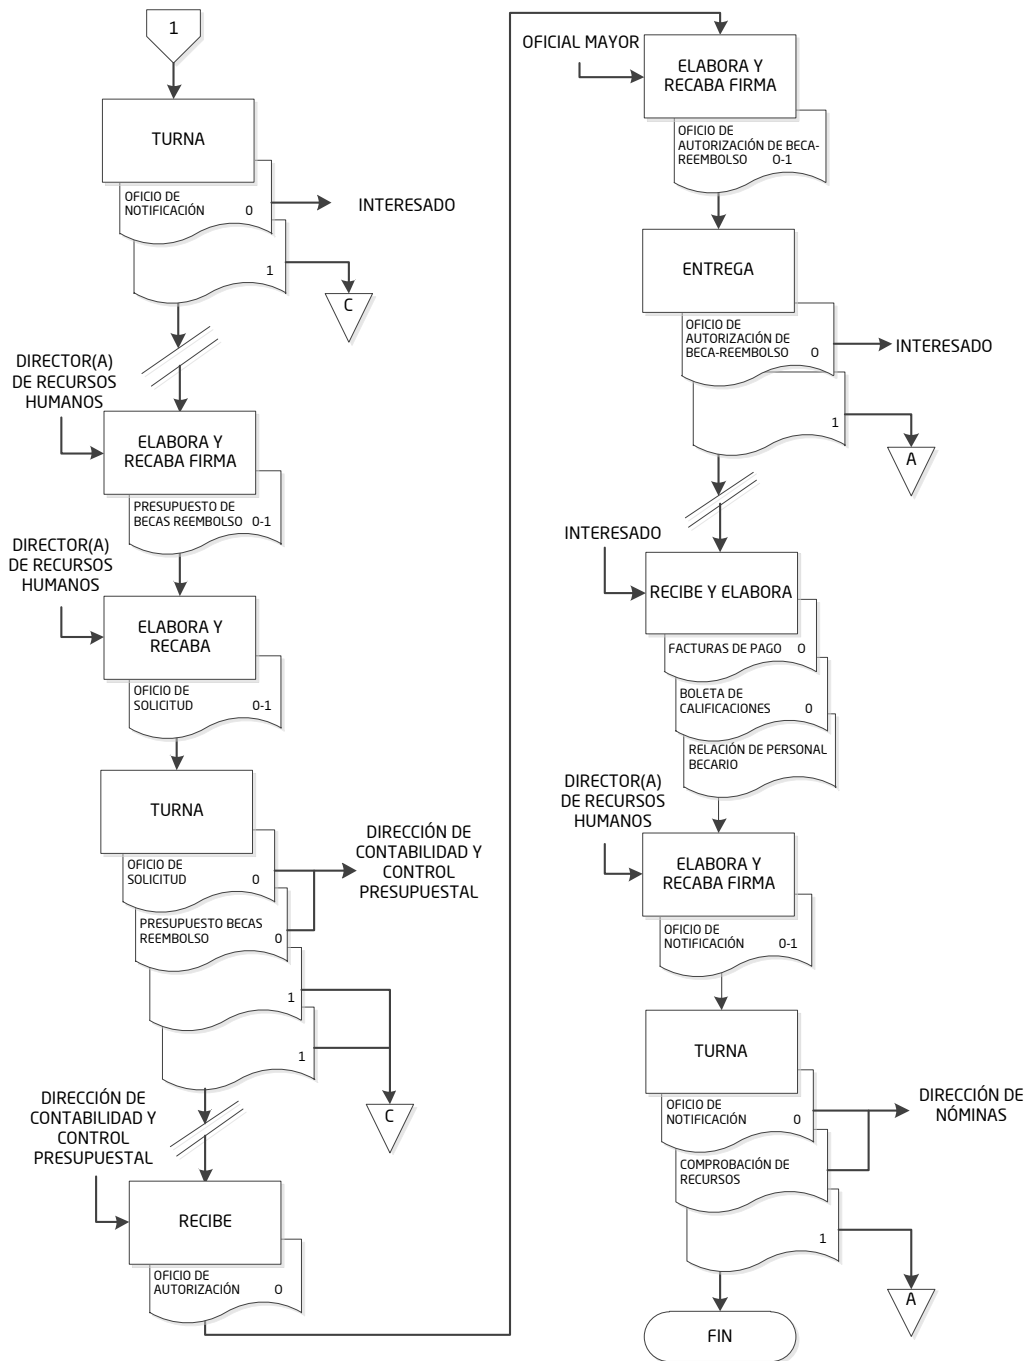 1
TURNA
OFICIO DE
NOTIFICACIÓN 0
INTERESADO
1
C
DIRECTOR(A)
DE RECURSOS
HUMANOS
ELABORA Y
RECABA FIRMA
PRESUPUESTO DE
BECAS REEMBOLSO 0-1
DIRECTOR(A)
DE RECURSOS
HUMANOS
ELABORA Y
RECABA
OFICIO DE
SOLICITUD 0-1
TURNA
OFICIO DE
SOLICITUD 0
DIRECCIÓN DE
CONTABILIDAD Y
CONTROL
PRESUPUESTAL
PRESUPUESTO BECAS
REEMBOLSO 0
1
1
C
DIRECCIÓN DE
CONTABILIDAD Y
CONTROL
PRESUPUESTAL
RECIBE
OFICIO DE
AUTORIZACIÓN 0
OFICIAL MAYOR
ELABORA Y
RECABA FIRMA
OFICIO DE
AUTORIZACIÓN DE BECA-
REEMBOLSO 0-1
ENTREGA
OFICIO DE
AUTORIZACIÓN DE
BECA-REEMBOLSO 0
INTERESADO
1
A
INTERESADO
RECIBE Y ELABORA
FACTURAS DE PAGO 0
BOLETA DE
CALIFICACIONES 0
RELACIÓN DE PERSONAL
BECARIO
DIRECTOR(A)
DE RECURSOS
HUMANOS
ELABORA Y
RECABA FIRMA
OFICIO DE
NOTIFICACIÓN 0-1
TURNA
OFICIO DE
NOTIFICACIÓN 0
DIRECCIÓN DE
NÓMINAS
COMPROBACIÓN DE
RECURSOS
1
A
FIN